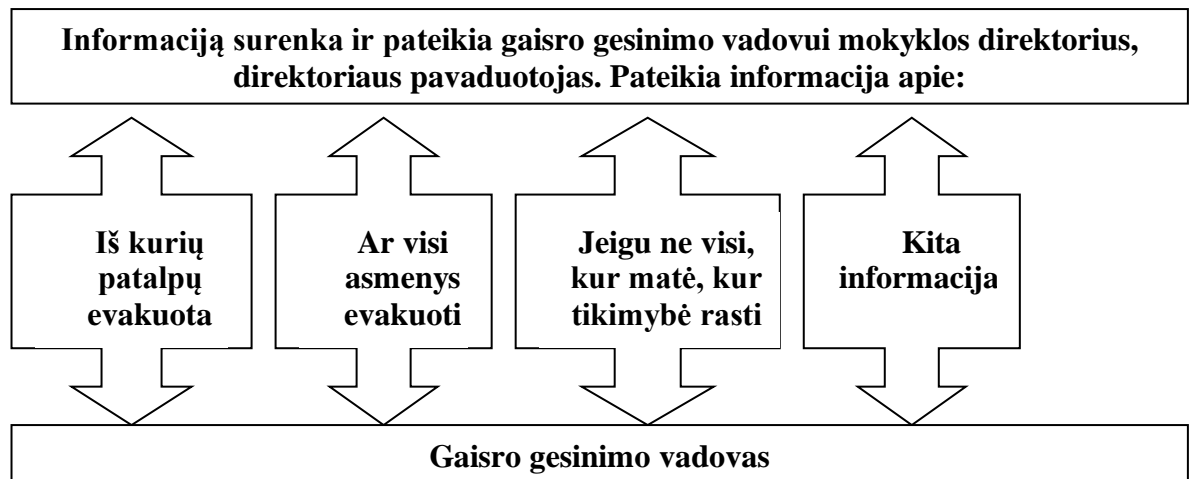 Informaciją surenka ir pateikia gaisro gesinimo vadovui mokyklos direktorius,
direktoriaus pavaduotojas. Pateikia informacija apie:
Iš kurių
patalpų
evakuota
Ar visi
asmenys
evakuoti
Jeigu ne visi,
kur matė, kur
tikimybė rasti
Kita
informacija
Gaisro gesinimo vadovas